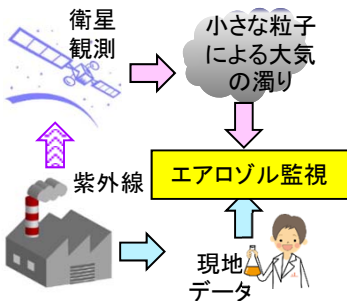 衛星
観測
小さな粒子
による大気
の濁り
紫外線
エアロゾル監視
現地
データ